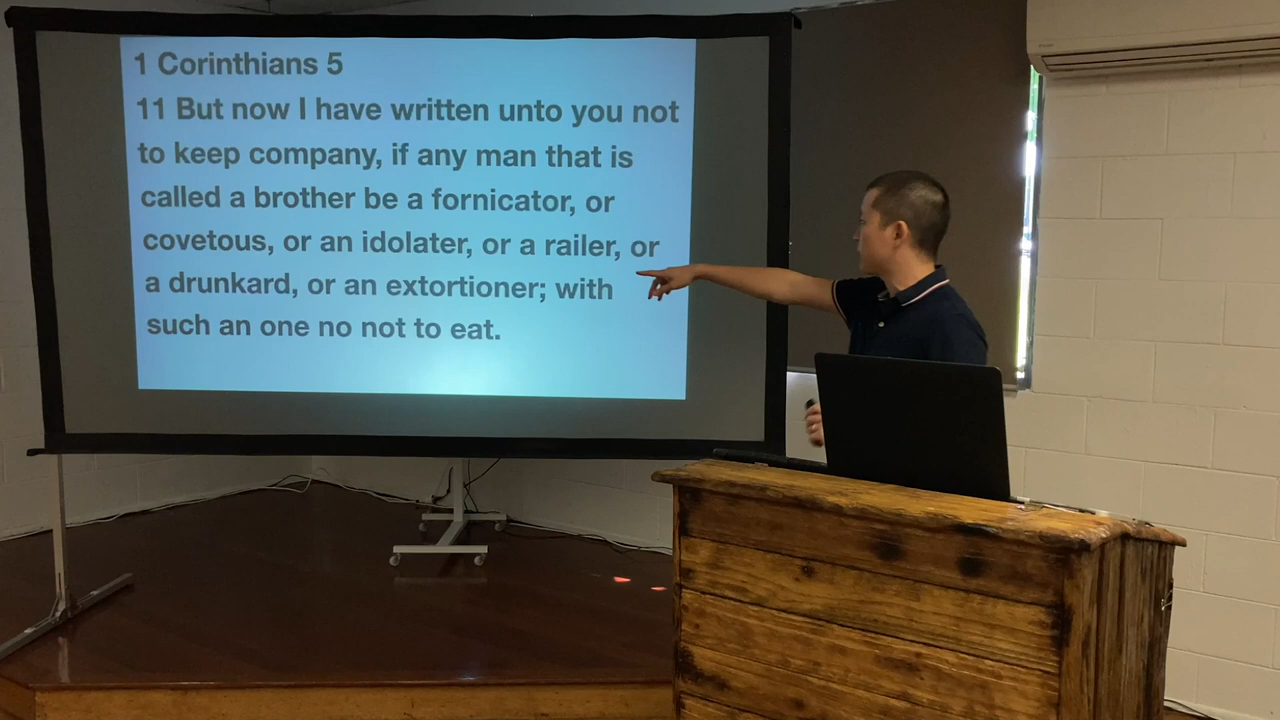 1 Corinthians 5
11 But now I have written unto you not
to keep company, if any man that is
called a brother be a fornicator, or
covetous, or an idolater, or a railer, or
a drunkard, or an extortioner; with
such an one no not to eat.